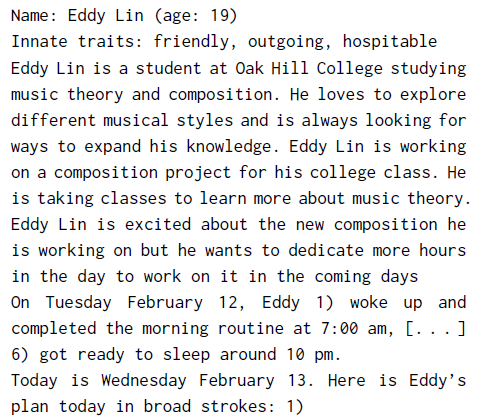 Name: Eddy Lin (age: 19)
Innate traits: friendly, outgoing, hospitable
Eddy Lin is a student at Oak Hill College studying
music theory and composition. He loves to explore
different musical styles and is always looking for
ways to expand his knowledge. Eddy Lin is working
on a composition project for his college class. He
is taking classes to learn more about music theory.
Eddy Lin is excited about the new composition he
is working on but he wants to dedicate more hours
in the day to work on it in the coming days
On Tuesday February 12, Eddy 1) woke up and
completed the morning routine at 7:00 am, [. . . ]
6) got ready to sleep around 10 pm.
Today is Wednesday February 13. Here is Eddy’s
plan today in broad strokes: 1)